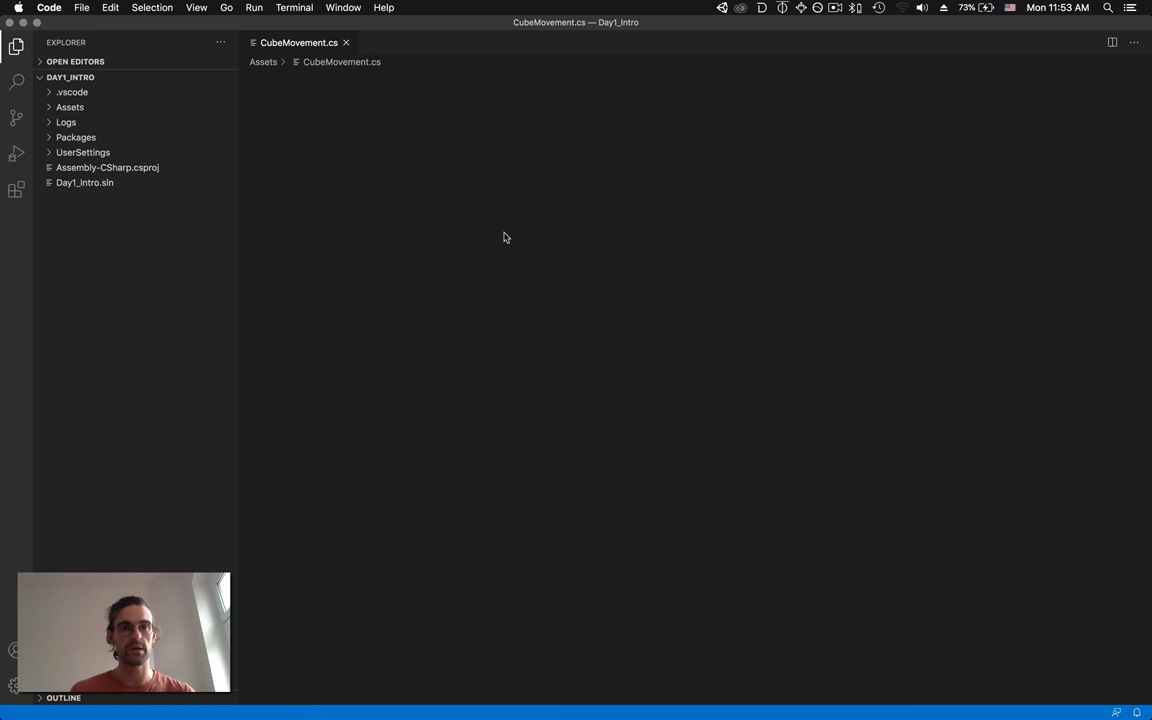 Code File Edit Selection View Go Run Terminal Window Help 73% Mon 11:53 AM
CubeMovement.cs — Day1_Intro
EXPLORER
CubeMovement.cs
OPEN EDITORS
Assets CubeMovement.cs
DAY1_INTRO
.vscode
Assets
Logs
Packages
UserSettings
Assembly-CSharp.csproj
Day1_Intro.sln
OUTLINE